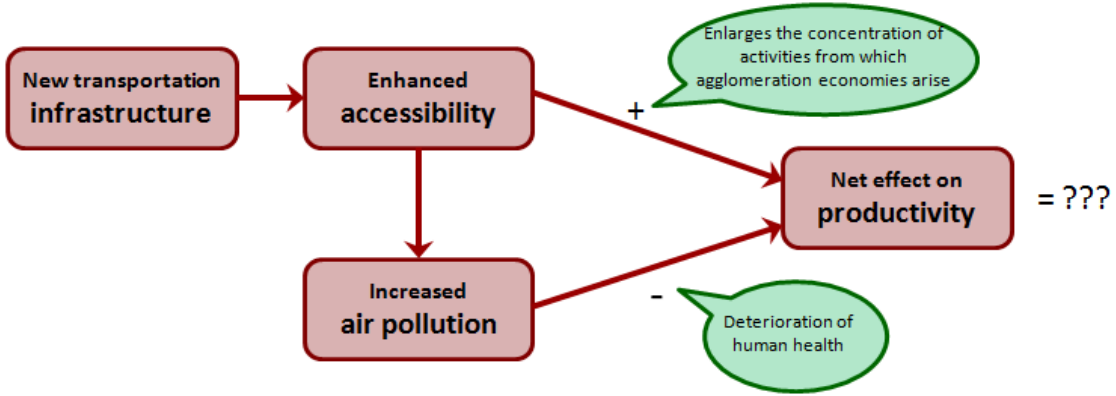 New transportation
infrastructure
Enhanced
accessibility
Enlarges the concentration of
activities from which
agglomeration economies arise
+
Net effect on
productivity
= ???
Increased
air pollution
-
Deterioration of
human health